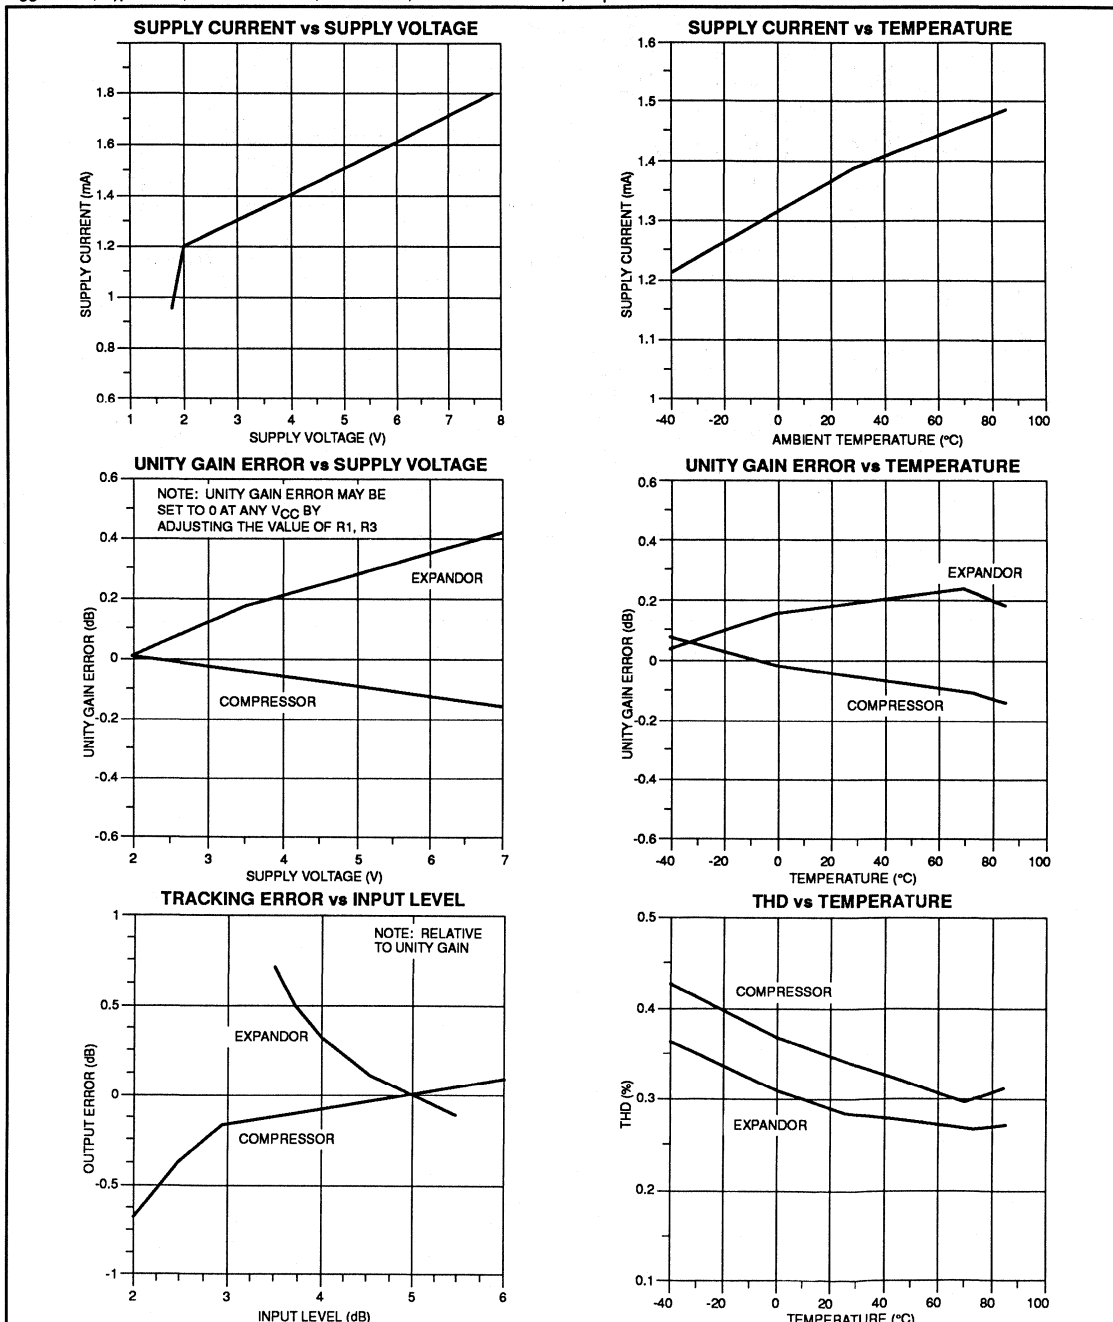 SUPPLY CURRENT vs SUPPLY VOLTAGE
1.8
1.6
1.4
1.2
1
0.8
0.6
SUPPLY CURRENT (mA)
1 2 3 4 5 6 7 8
SUPPLY VOLTAGE (V)
SUPPLY CURRENT vs TEMPERATURE
1.6
1.5
1.4
1.3
1.2
1.1
1
SUPPLY CURRENT (mA)
-40 -20 0 20 40 60 80 100
AMBIENT TEMPERATURE (°C)
UNITY GAIN ERROR vs SUPPLY VOLTAGE
NOTE: UNITY GAIN ERROR MAY BE
SET TO 0 AT ANY VCC BY
ADJUSTING THE VALUE OF R1, R3
0.6
0.4
0.2
0
-0.2
-0.4
-0.6
UNITY GAIN ERROR (dB)
EXPANDOR
COMPRESSOR
2 3 4 5 6 7
SUPPLY VOLTAGE (V)
UNITY GAIN ERROR vs TEMPERATURE
0.6
0.4
0.2
0
-0.2
-0.4
-0.6
UNITY GAIN ERROR (dB)
EXPANDOR
COMPRESSOR
-40 -20 0 20 40 60 80 100
TEMPERATURE (°C)
TRACKING ERROR vs INPUT LEVEL
NOTE: RELATIVE
TO UNITY GAIN
1
0.5
0
-0.5
-1
OUTPUT ERROR (dB)
EXPANDOR
COMPRESSOR
2 3 4 5 6
INPUT LEVEL (dB)
THD vs TEMPERATURE
0.5
0.4
0.3
0.2
0.1
THD (%)
COMPRESSOR
EXPANDOR
-40 -20 0 20 40 60 80 100
TEMPERATURE (°C)